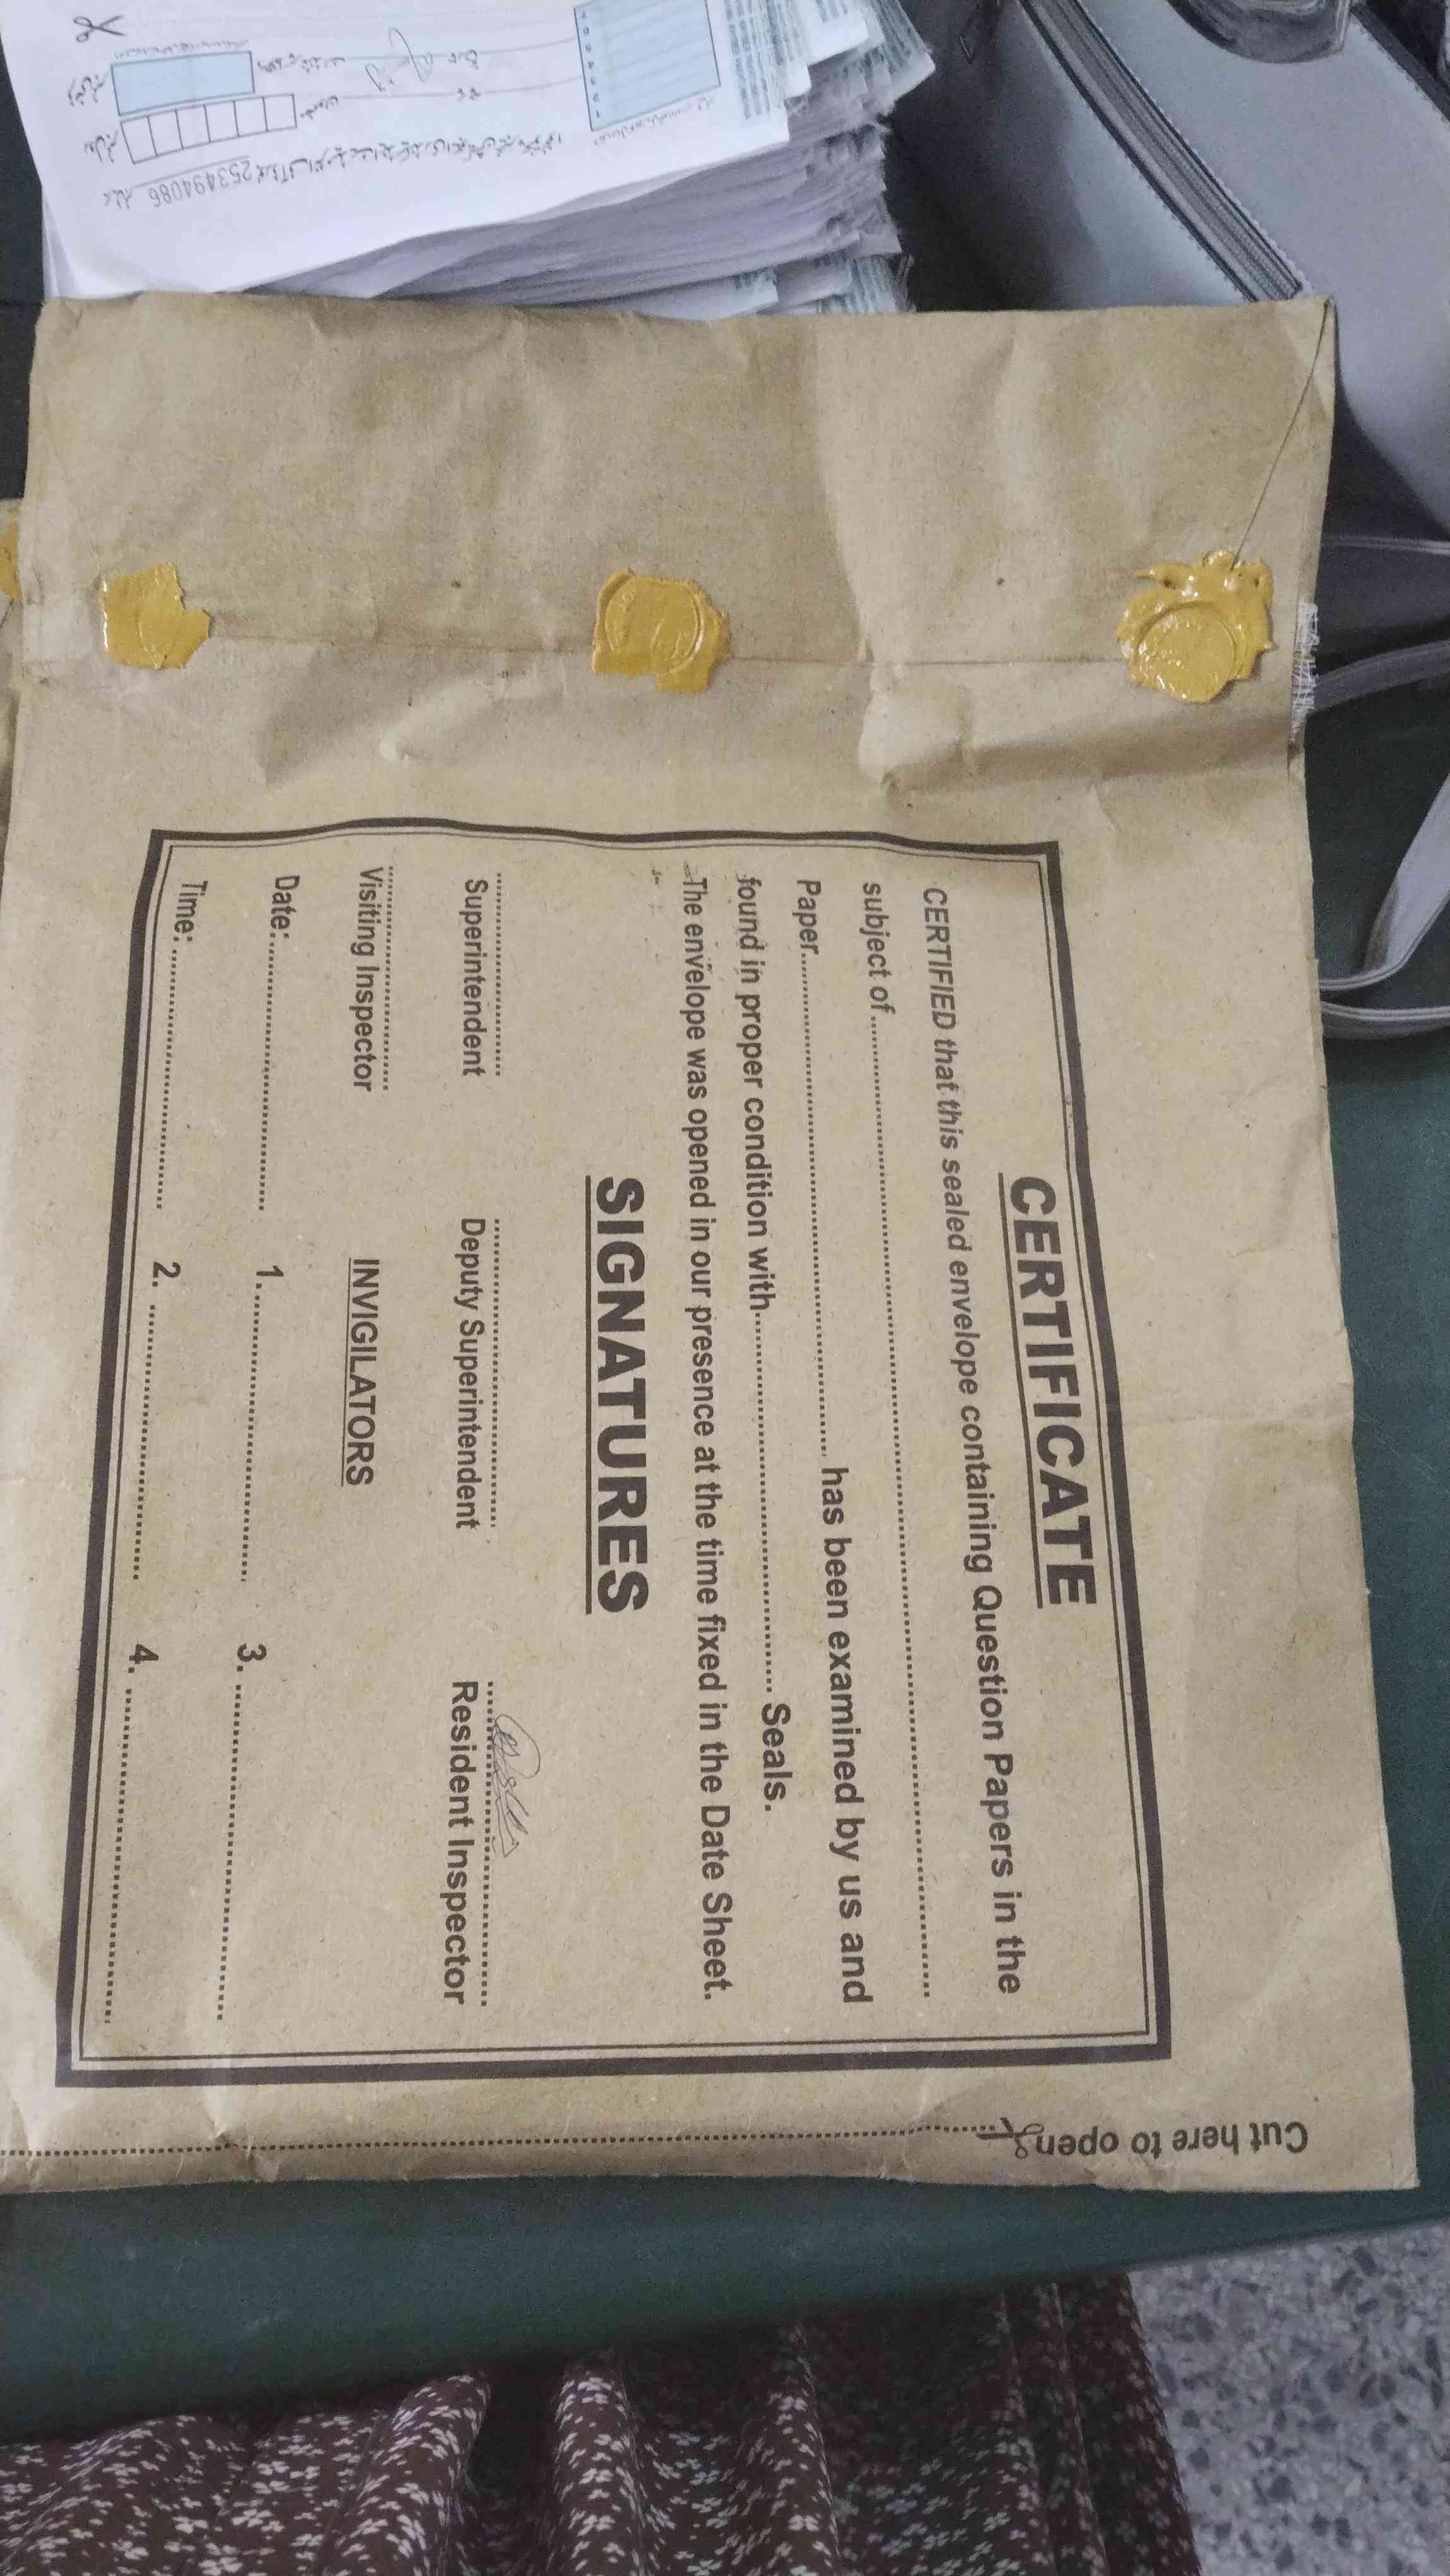 CERTIFICATE
CERTIFIED that this sealed envelope containing Question Papers in the
subject of
Paper has been examined by us and
found in proper condition with Seals.
The envelope was opened in our presence at the time fixed in the Date Sheet.
SIGNATURES
Superintendent Deputy Superintendent Resident Inspector
Visiting Inspector INVIGILATORS
Date: 1. 3.
Time: 2. 4.
Cut here to open
253494086